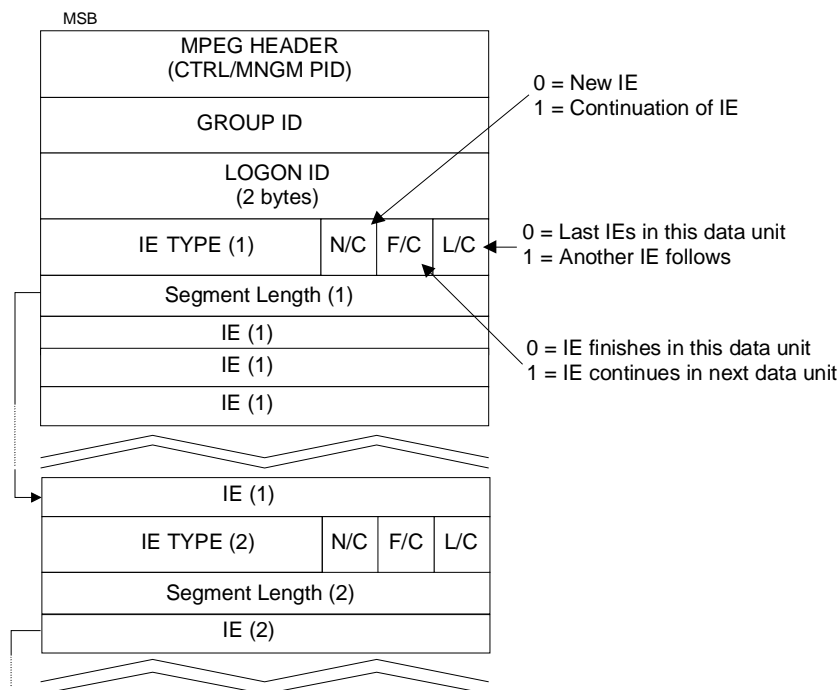 MSB
MPEG HEADER
(CTRL/MNGM PID)
GROUP ID
LOGON ID
(2 bytes)
0 = New IE
1 = Continuation of IE
IE TYPE (1) N/C F/C L/C
0 = Last IEs in this data unit
1 = Another IE follows
Segment Length (1)
IE (1)
IE (1)
IE (1)
0 = IE finishes in this data unit
1 = IE continues in next data unit
IE (1)
IE TYPE (2) N/C F/C L/C
Segment Length (2)
IE (2)